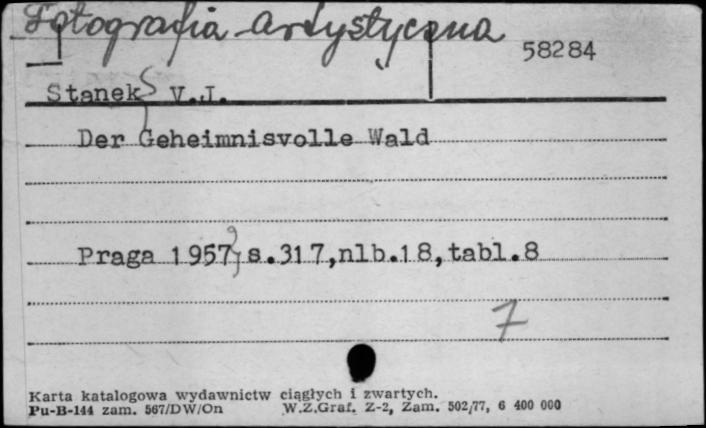 Fotografia artystyczna
58284
Stanek V.J.
Der Geheimnisvolle Wald
Praga 1957, s.317,nlb.18,tabl.8
7
Karta katalogowa wydawnictw ciągłych i zwartych.
Pu-B-144 zam. 567/DW/On W.Z.Graf. Z-2, Zam. 502/77, 6 400 000